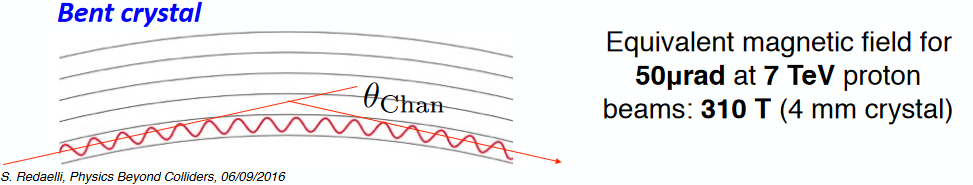 Bent crystal
θChan
Equivalent magnetic field for
50µrad at 7 TeV proton
beams: 310 T (4 mm crystal)
S. Redaelli, Physics Beyond Colliders, 06/09/2016